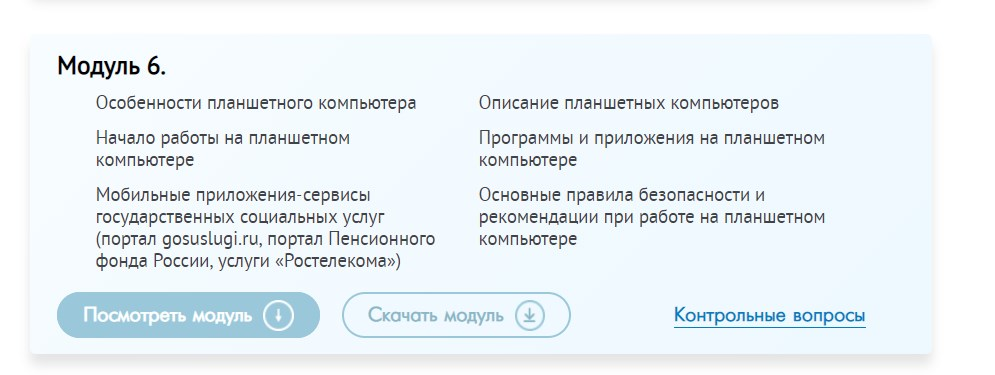 Модуль 6.
Особенности планшетного компьютера
Описание планшетных компьютеров
Начало работы на планшетном
компьютере
Программы и приложения на планшетном
компьютере
Мобильные приложения-сервисы
государственных социальных услуг
(портал gosuslugi.ru, портал Пенсионного
фонда России, услуги «Ростелекома»)
Основные правила безопасности и
рекомендации при работе на планшетном
компьютере
Посмотреть модуль
Скачать модуль
Контрольные вопросы